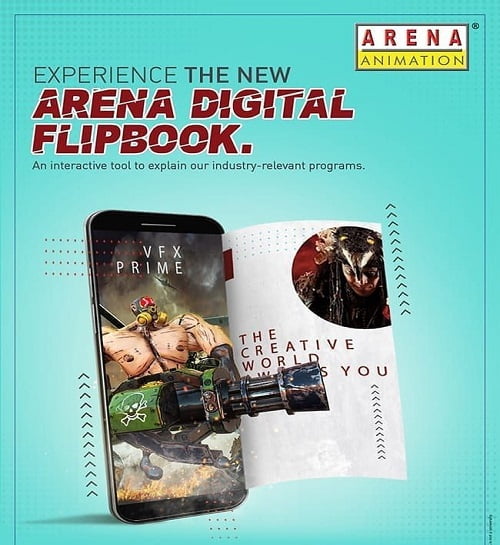 ARENA
ANIMATION
®
EXPERIENCE THE NEW
ARENA DIGITAL
FLIPBOOK.
An interactive tool to explain our industry-relevant programs.
VFX
PRIME
THE
CREATIVE
WORLD
S YOU